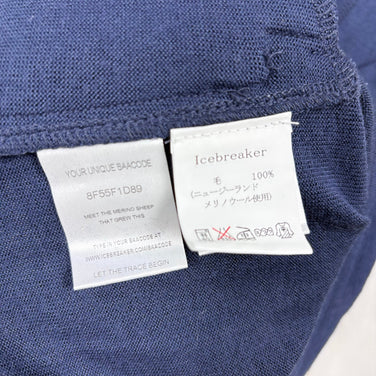 YOUR UNIQUE BAACODE
8F55F1D89
MEET THE MERINO SHEEP
THAT GREW THIS
TYPE IN YOUR BAACODE AT
WWW.ICEBREAKER.COM/BAACODE
LET THE TRACE BEGIN
Icebreaker
毛 100%
(ニュージーランド
メリノウール使用)